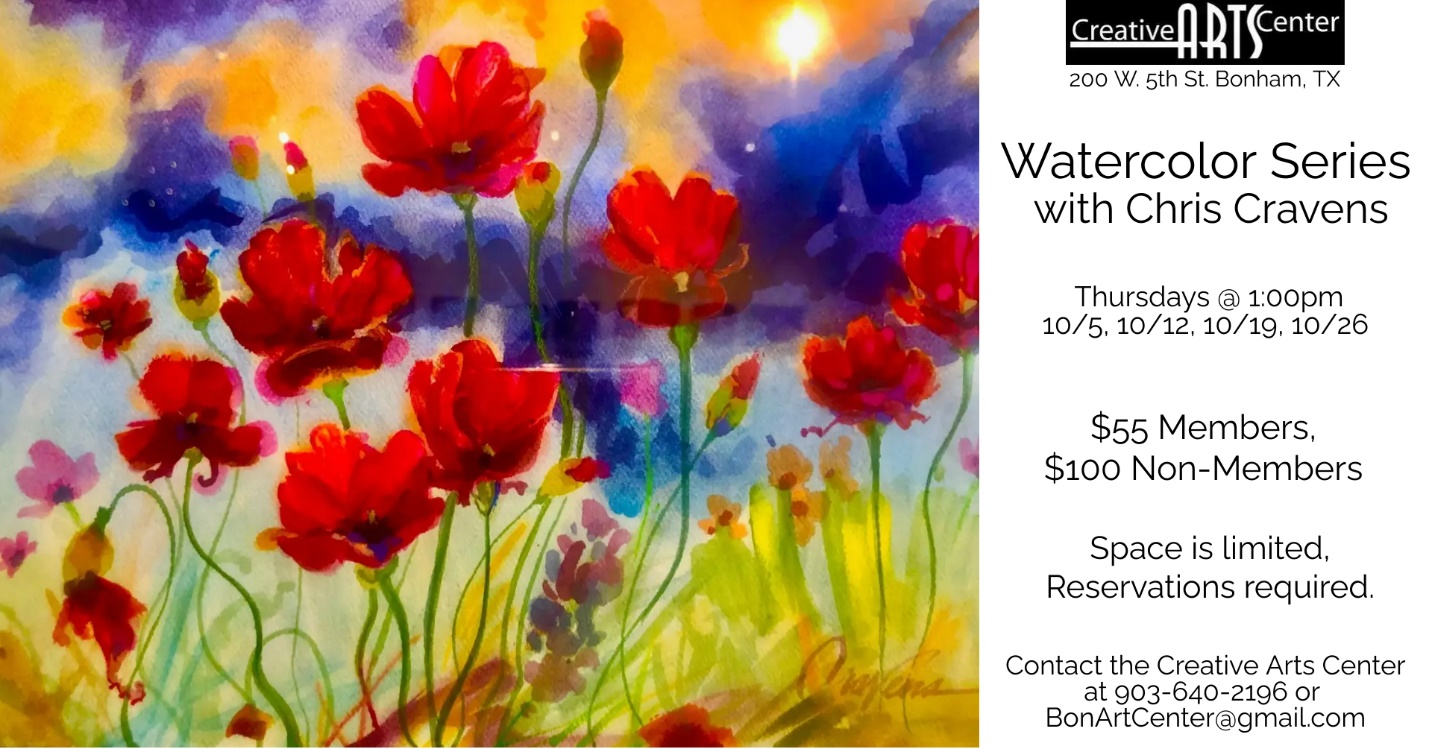 Creative ARTS Center
200 W. 5th St. Bonham, TX
Watercolor Series
with Chris Cravens
Thursdays @ 1:00pm
10/5, 10/12, 10/19, 10/26
$55 Members,
$100 Non-Members
Space is limited,
Reservations required.
Contact the Creative Arts Center
at 903-640-2196 or
BonArtCenter@gmail.com
Cravens